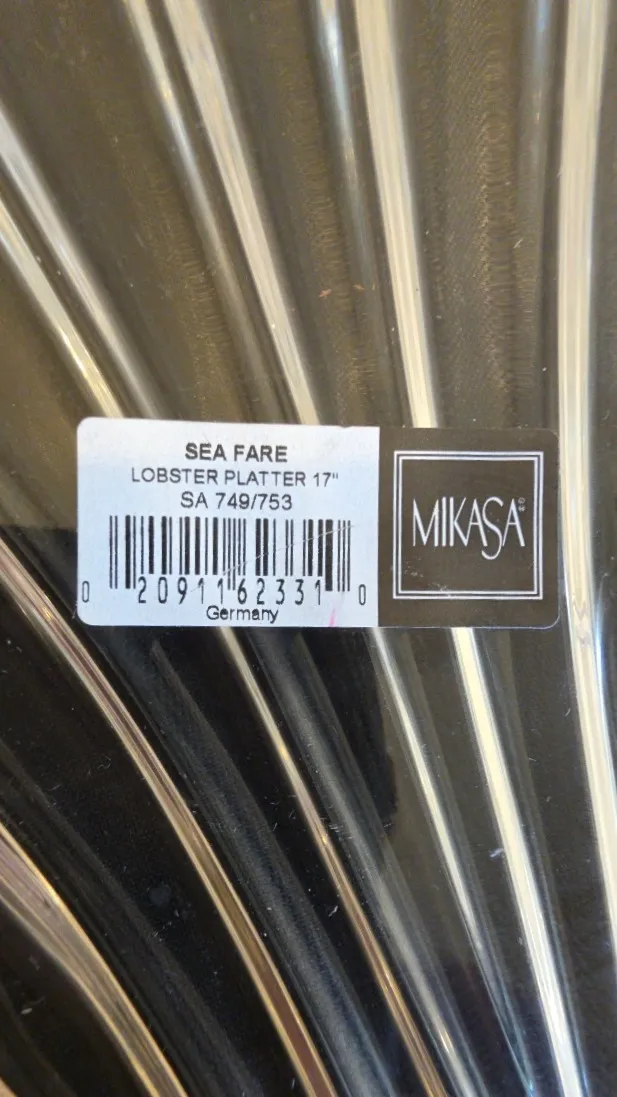 SEA FARE
LOBSTER PLATTER 17"
SA 749/753
0 20911 62331 0
Germany
MIKASA®